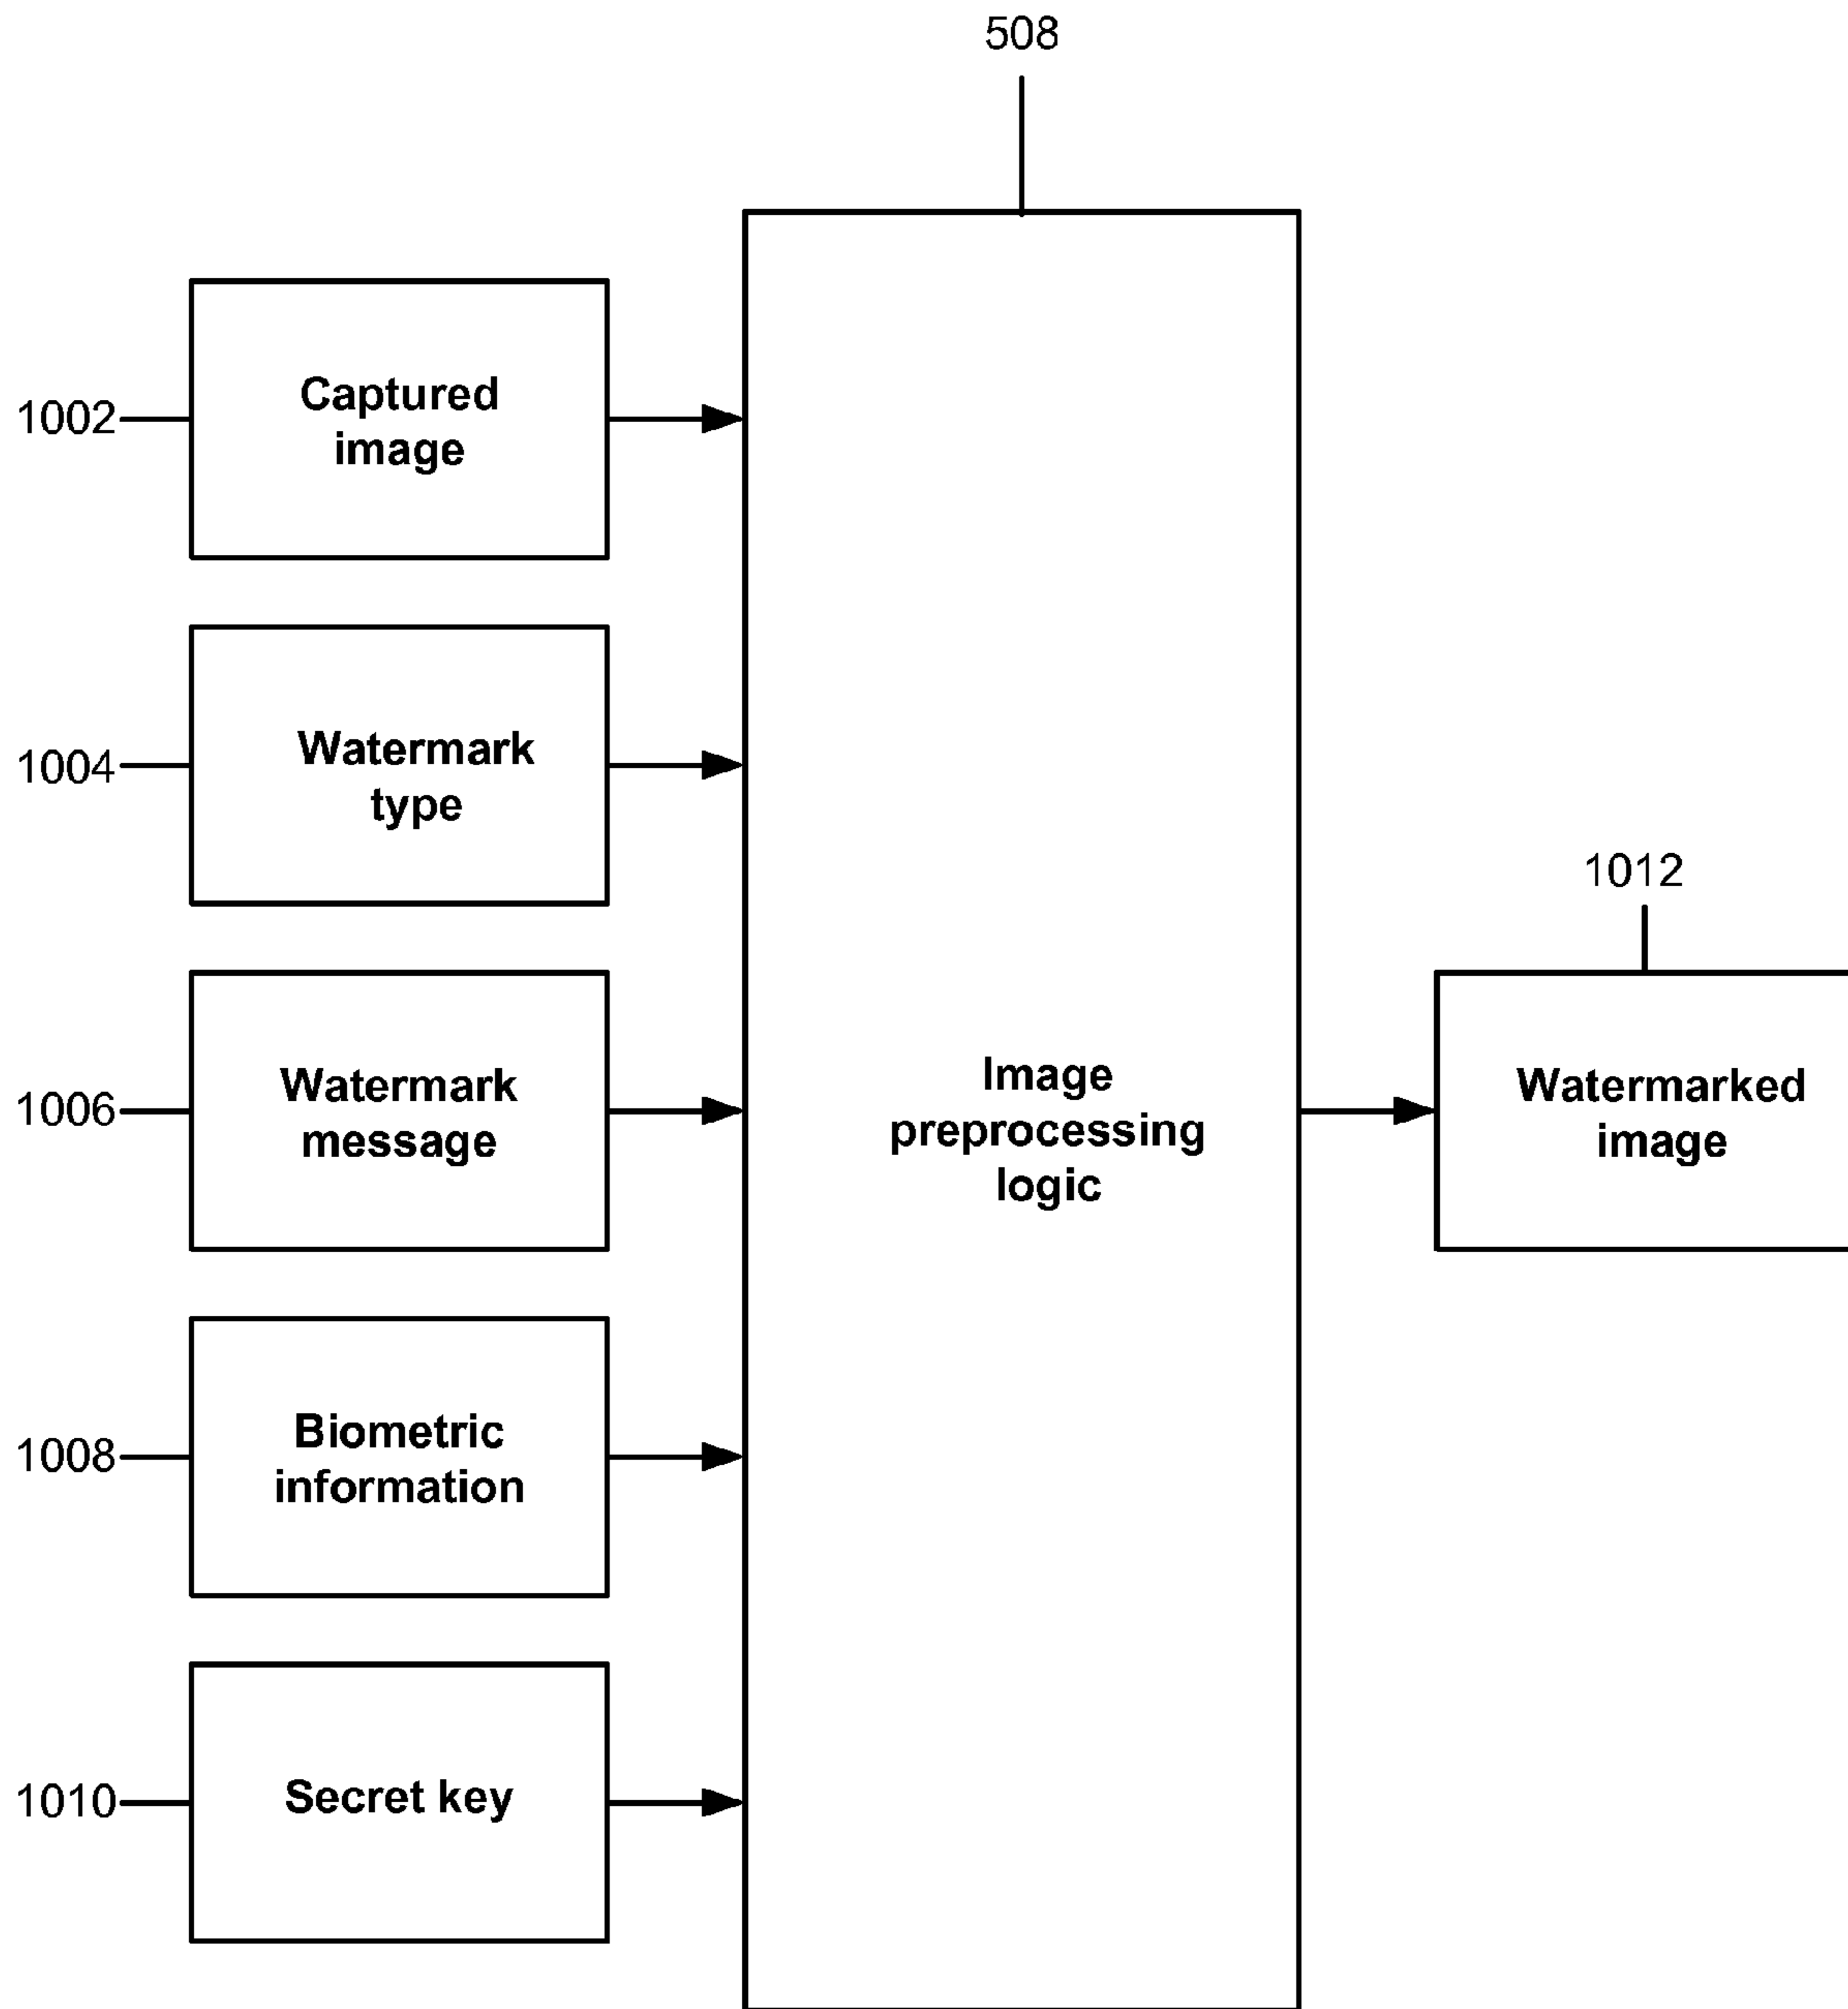 508
1002
Captured
image
1004
Watermark
type
1006
Watermark
message
1008
Biometric
information
1010
Secret key
Image
preprocessing
logic
1012
Watermarked
image